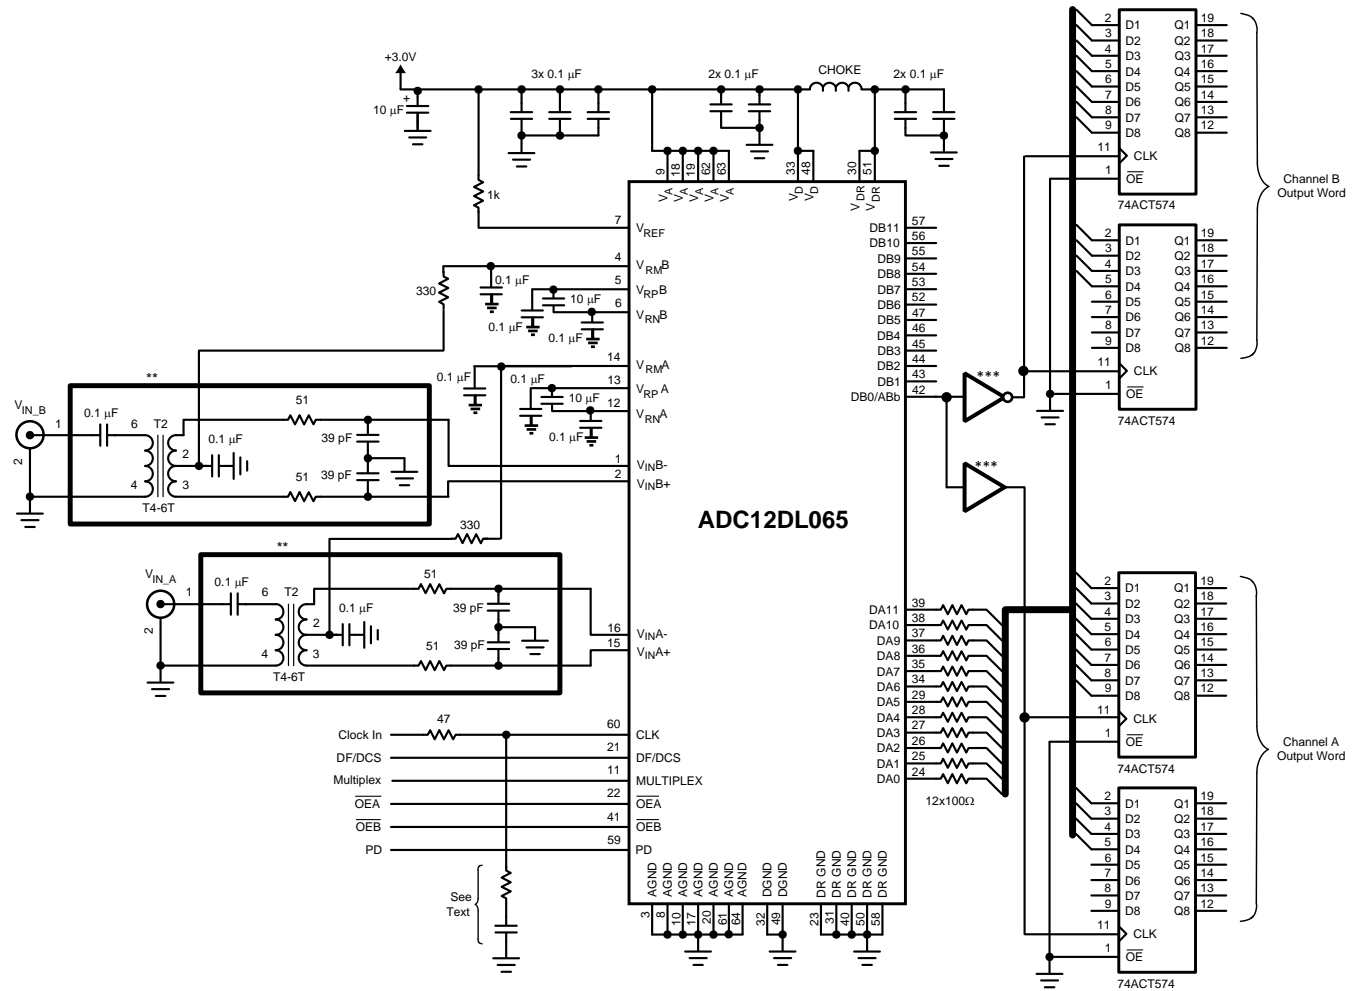 +3.0V
+
10 µF
3x 0.1 µF
2x 0.1 µF
CHOKE
2x 0.1 µF
1k
9
18
19
62
63
33
48
30
51
VA
VA
VA
VA
VA
VD
VD
VDR
VDR
7
VREF
4
VRMB
5
VRPB
6
VRNB
330
0.1 µF
10 µF
0.1 µF
0.1 µF
14
VRMA
13
VRP A
12
VRNA
0.1 µF
0.1 µF
10 µF
0.1 µF
**
VIN_B
1
2
0.1 µF
6
T2
4
2
3
T4-6T
0.1 µF
51
51
39 pF
39 pF
1
VINB-
2
VINB+
330
**
VIN_A
1
2
0.1 µF
6
T2
4
2
3
T4-6T
0.1 µF
51
51
39 pF
39 pF
16
VINA-
15
VINA+
ADC12DL065
Clock In
47
60
CLK
DF/DCS
21
DF/DCS
Multiplex
11
MULTIPLEX
OEA
22
OEA
OEB
41
OEB
PD
59
PD
See
Text
AGND
AGND
AGND
AGND
AGND
AGND
AGND
DGND
DGND
DR GND
DR GND
DR GND
DR GND
DR GND
3
8
10
17
20
61
64
32
49
23
31
40
50
58
DB11 57
DB10 56
DB9 55
DB8 54
DB7 53
DB6 52
DB5 47
DB4 46
DB3 45
DB2 44
DB1 43
DB0/ABb 42
***
***
DA11 39
DA10 38
DA9 37
DA8 36
DA7 35
DA6 34
DA5 29
DA4 28
DA3 27
DA2 26
DA1 25
DA0 24
12x100Ω
2 D1 Q1 19
3 D2 Q2 18
4 D3 Q3 17
5 D4 Q4 16
6 D5 Q5 15
7 D6 Q6 14
8 D7 Q7 13
9 D8 Q8 12
11 CLK
1 OE
74ACT574
2 D1 Q1 19
3 D2 Q2 18
4 D3 Q3 17
5 D4 Q4 16
6 D5 Q5 15
7 D6 Q6 14
8 D7 Q7 13
9 D8 Q8 12
11 CLK
1 OE
74ACT574
Channel B
Output Word
2 D1 Q1 19
3 D2 Q2 18
4 D3 Q3 17
5 D4 Q4 16
6 D5 Q5 15
7 D6 Q6 14
8 D7 Q7 13
9 D8 Q8 12
11 CLK
1 OE
74ACT574
2 D1 Q1 19
3 D2 Q2 18
4 D3 Q3 17
5 D4 Q4 16
6 D5 Q5 15
7 D6 Q6 14
8 D7 Q7 13
9 D8 Q8 12
11 CLK
1 OE
74ACT574
Channel A
Output Word